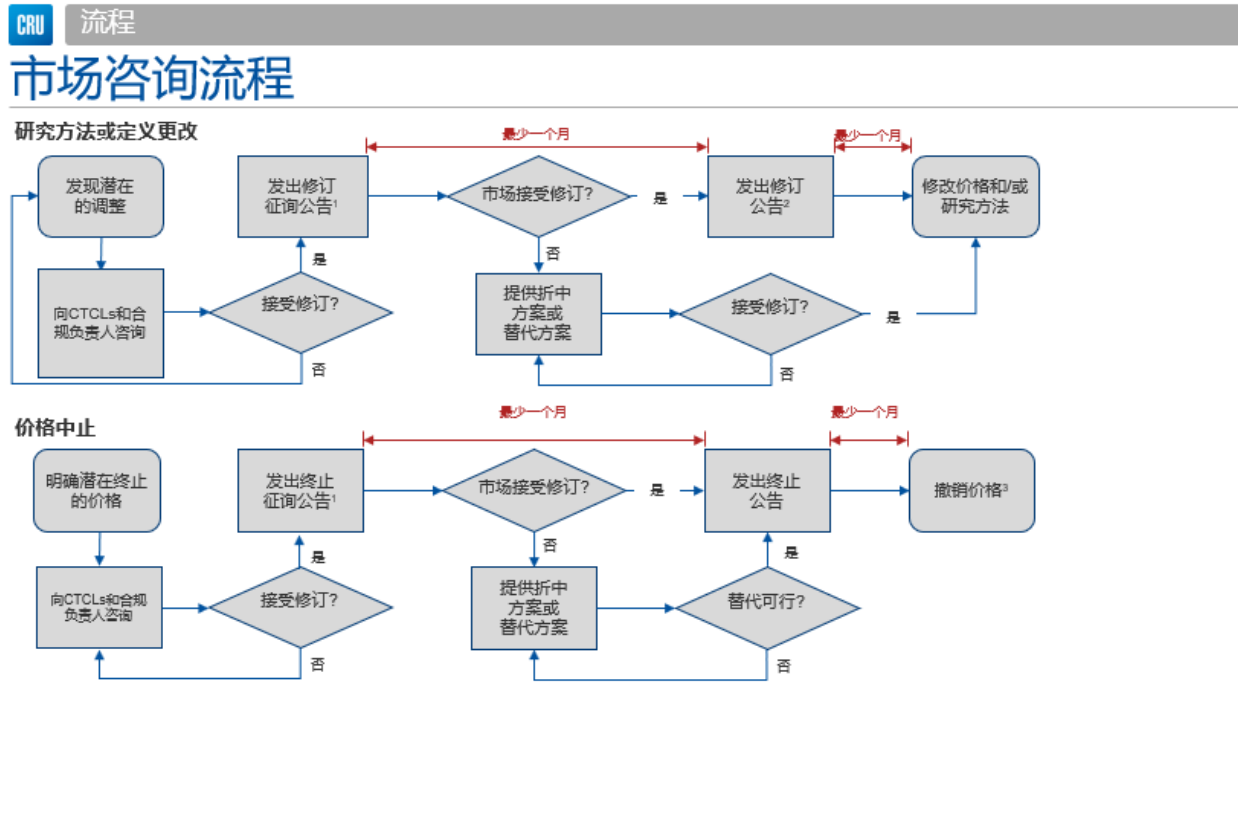 CRU 流程
市场咨询流程
研究方法或定义更改
最少一个月
最少一个月
发现潜在
的调整
发出修订
征询公告¹
市场接受修订?
是
发出修订
公告²
修改价格和/或
研究方法
否
是
向CTCLs和合
规负责人咨询
接受修订?
提供折中
方案或
替代方案
接受修订?
是
否
否
价格中止
最少一个月
最少一个月
明确潜在终止
的价格
发出终止
征询公告¹
市场接受修订?
是
发出终止
公告
撤销价格³
否
是
是
向CTCLs和合规
负责人咨询
接受修订?
提供折中
方案或
替代方案
替代可行?
否
否